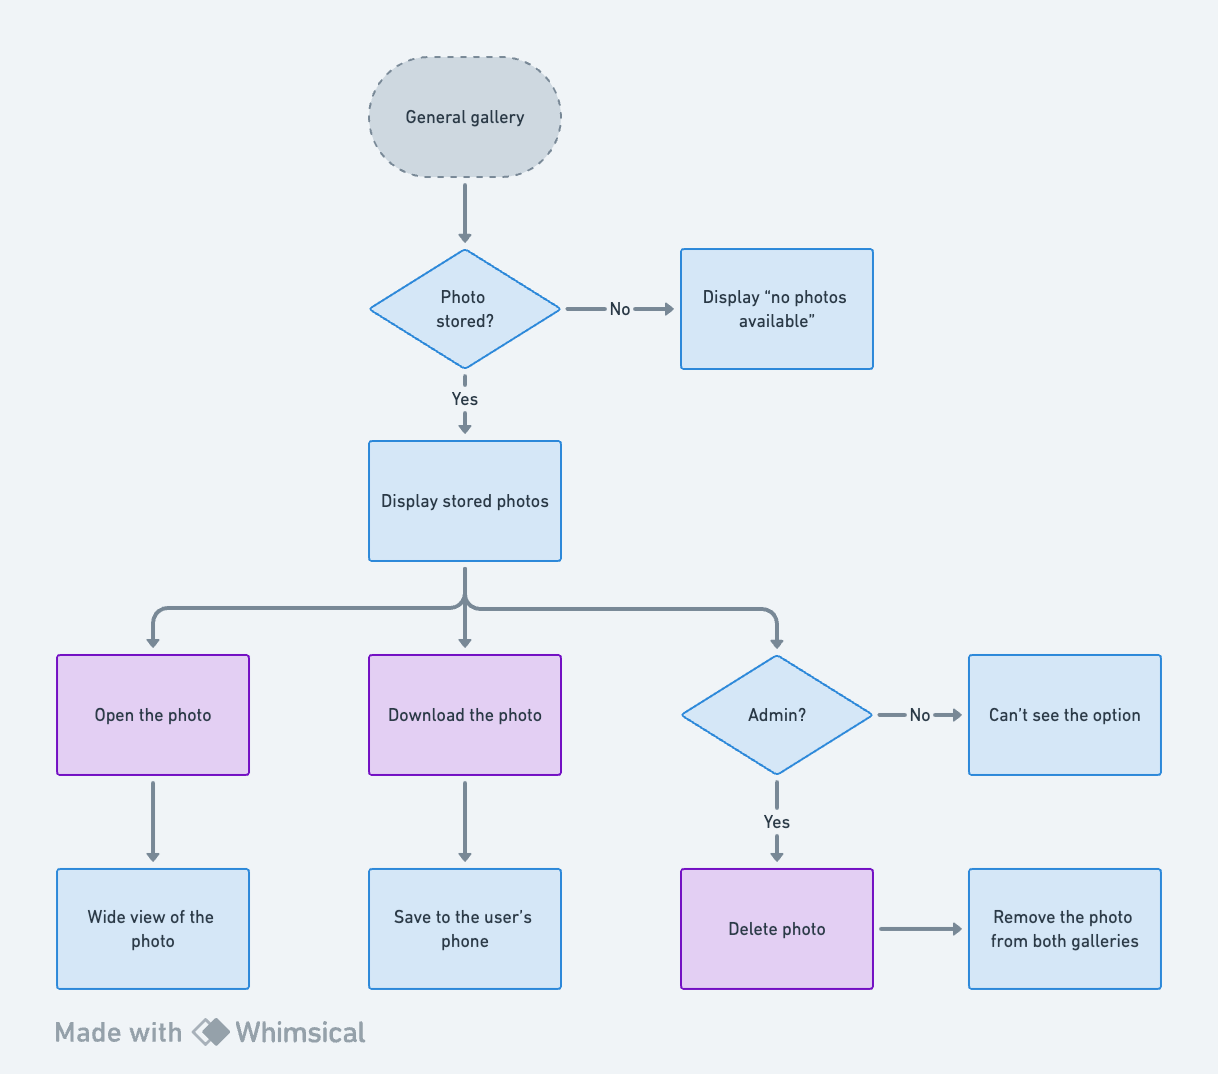 General gallery
Photo
stored?
No
Display “no photos
available”
Yes
Display stored photos
Open the photo
Download the photo
Admin?
No
Can’t see the option
Yes
Wide view of the
photo
Save to the user’s
phone
Delete photo
Remove the photo
from both galleries
Made with Whimsical